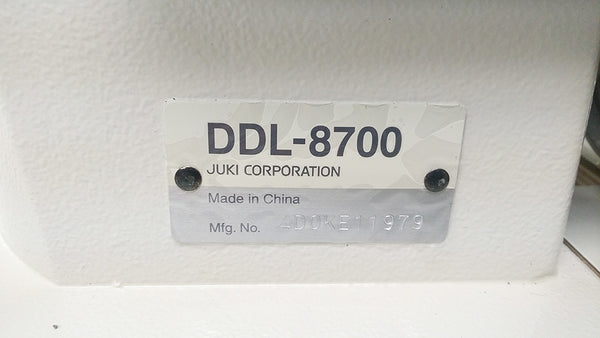 DDL-8700
JUKI CORPORATION
Made in China
Mfg. No. 4D0KE11979